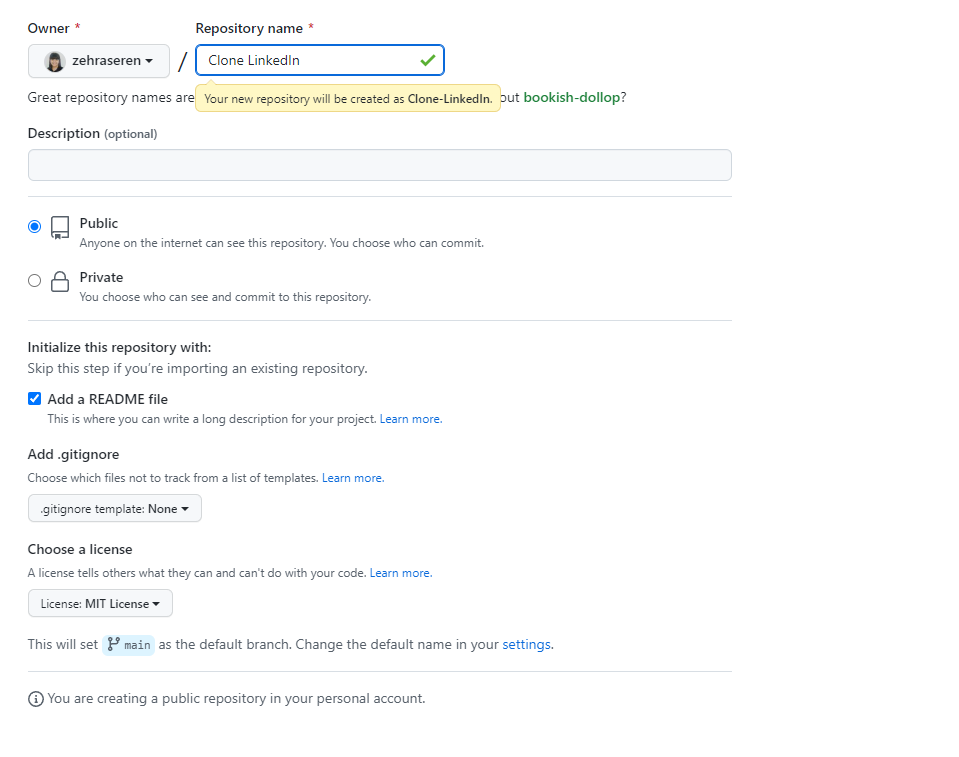 Owner * Repository name *
zehraseren / Clone LinkedIn
Great repository names are
Your new repository will be created as Clone-LinkedIn.
out bookish-dollop?
Description (optional)
Public
Anyone on the internet can see this repository. You choose who can commit.
Private
You choose who can see and commit to this repository.
Initialize this repository with:
Skip this step if you’re importing an existing repository.
Add a README file
This is where you can write a long description for your project. Learn more.
Add .gitignore
Choose which files not to track from a list of templates. Learn more.
.gitignore template: None
Choose a license
A license tells others what they can and can't do with your code. Learn more.
License: MIT License
This will set main as the default branch. Change the default name in your settings.
You are creating a public repository in your personal account.